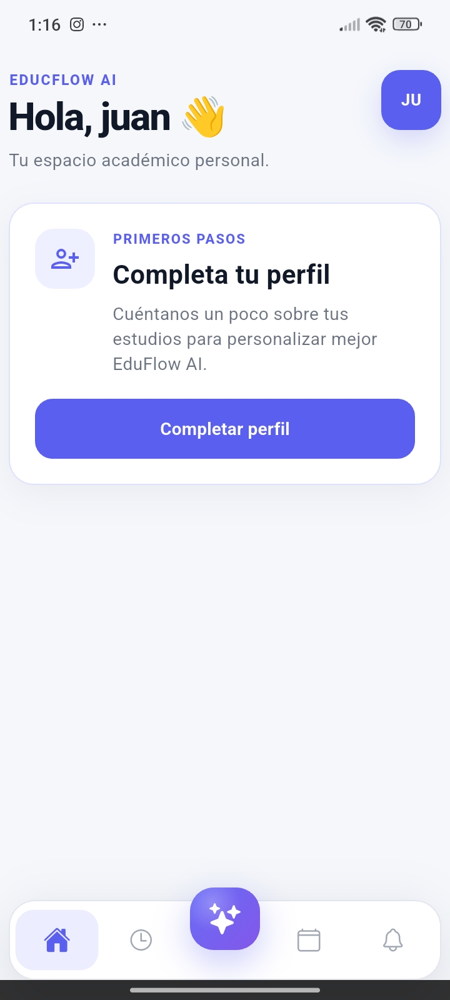 1:16
70
EDUCFLOW AI
Hola, juan 👋
JU
Tu espacio académico personal.
PRIMEROS PASOS
Completa tu perfil
Cuéntanos un poco sobre tus
estudios para personalizar mejor
EduFlow AI.
Completar perfil